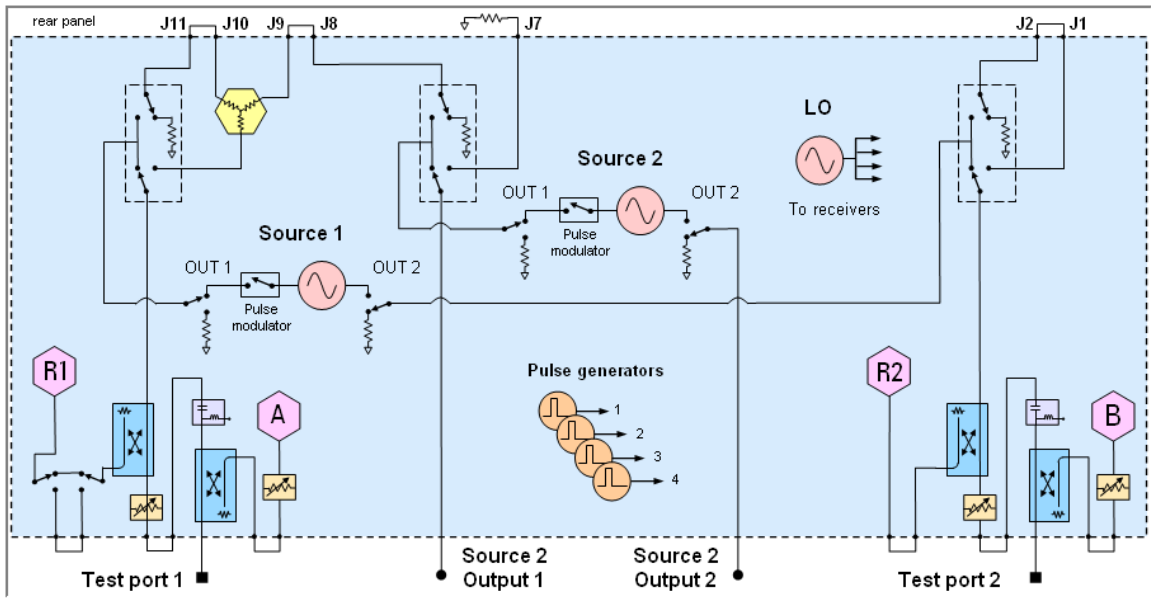 rear panel
J11 J10 J9 J8 J7 J2 J1
LO
To receivers
Source 2
OUT 1
OUT 2
Pulse
modulator
Source 1
OUT 1
OUT 2
Pulse
modulator
R1
A
Pulse generators
1
2
3
4
R2
B
Test port 1
Source 2
Output 1
Source 2
Output 2
Test port 2